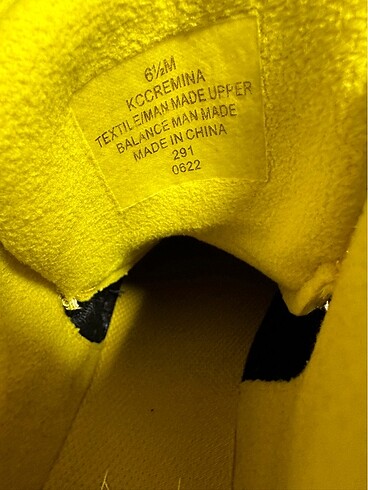 6½M
KCCREMINA
TEXTILE/MAN MADE UPPER
BALANCE MAN MADE
MADE IN CHINA
291
0622